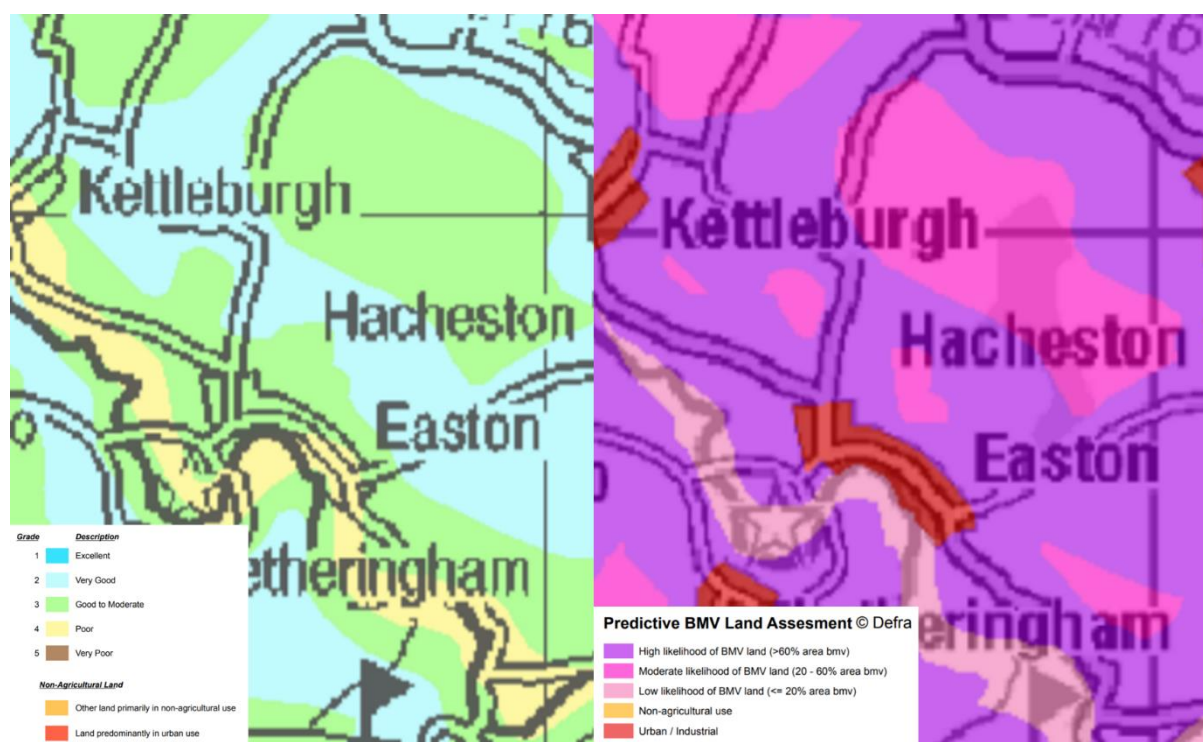 Kettleburgh
Hacheston
Easton
etheringham
Grade Description
1 Excellent
2 Very Good
3 Good to Moderate
4 Poor
5 Very Poor
Non-Agricultural Land
Other land primarily in non-agricultural use
Land predominantly in urban use
Kettleburgh
Hacheston
Easton
etheringham
Predictive BMV Land Assesment © Defra
High likelihood of BMV land (>60% area bmv)
Moderate likelihood of BMV land (20 - 60% area bmv)
Low likelihood of BMV land (<= 20% area bmv)
Non-agricultural use
Urban / Industrial